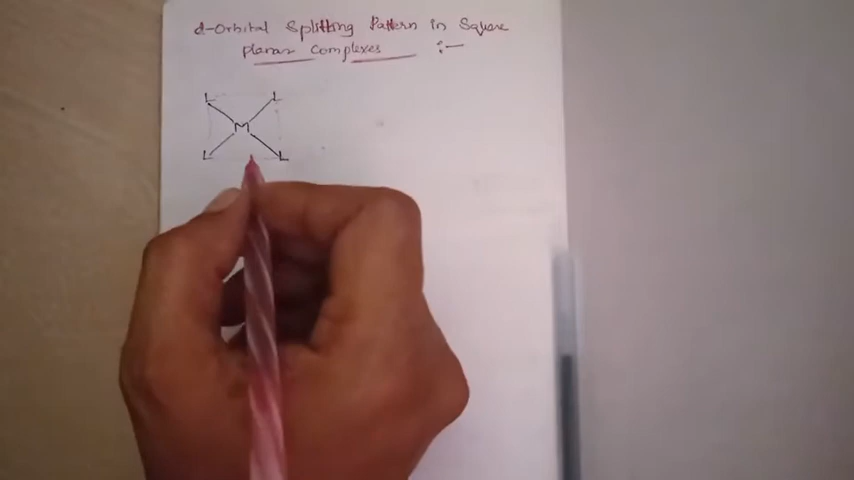 d-Orbital Splitting Pattern in Square
planar Complexes :-
L L
M
L L